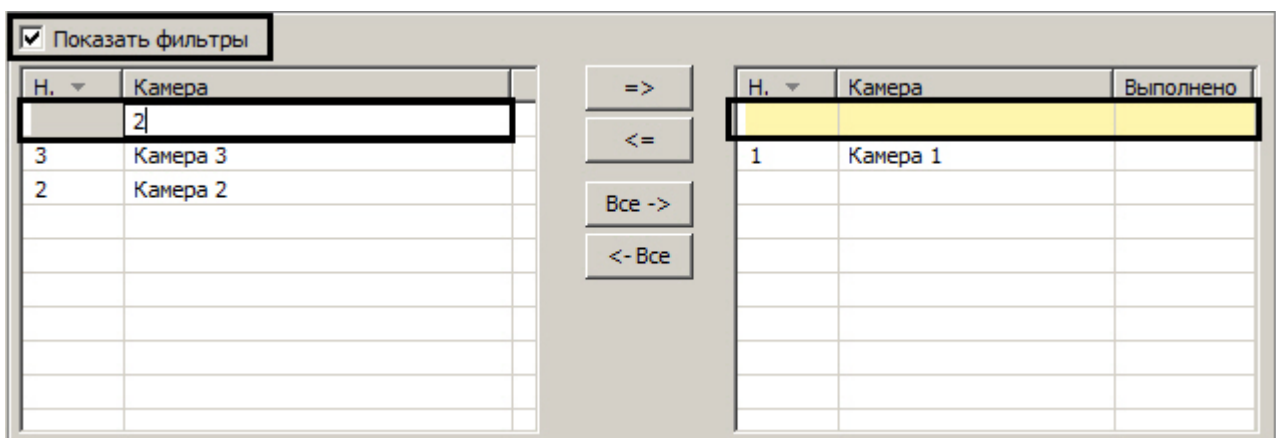 Показать фильтры
Н. Камера
2
3 Камера 3
2 Камера 2
=>
<=
Все ->
<- Все
Н. Камера Выполнено
1 Камера 1